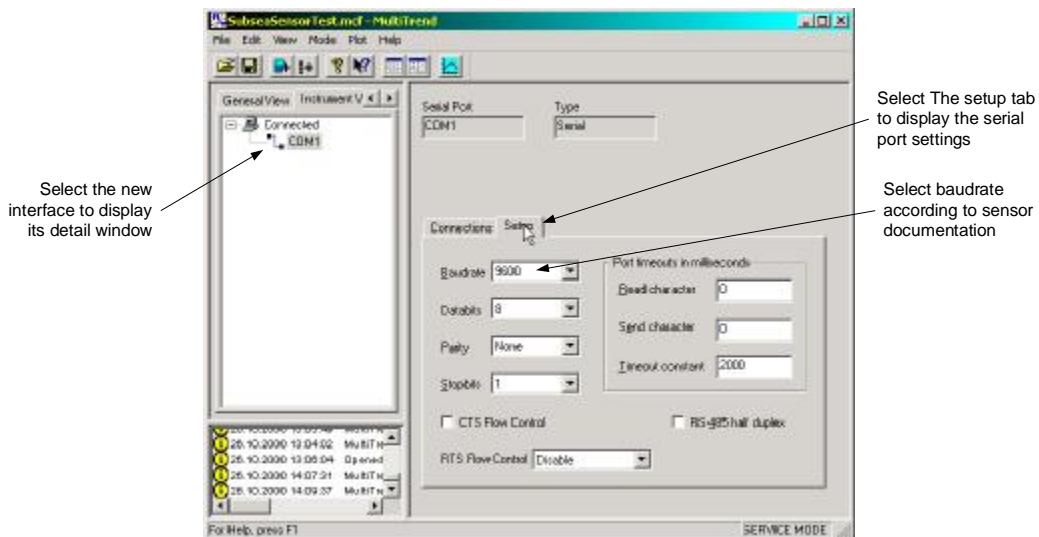 SubseaSensorTest.mcf - MultiTrend
File Edit View Mode Plot Help
General View Instrument V
Connected
COM1
Serial Port
Type
COM1
Serial
Connections
Setup
Baudrate 9600
Databits 8
Parity None
Stopbits 1
Port timeouts in milliseconds
Read character 0
Send character 0
Timeout constant 2000
CTS Flow Control
RS-485 half duplex
RTS Flow Control Disable
26.10.2000 13:04:02 MultiTr
26.10.2000 13:06:04 Opened
26.10.2000 14:07:31 MultiTr
26.10.2000 14:09:37 MultiTr
For Help, press F1
SERVICE MODE
Select the new
interface to display
its detail window
Select The setup tab
to display the serial
port settings
Select baudrate
according to sensor
documentation